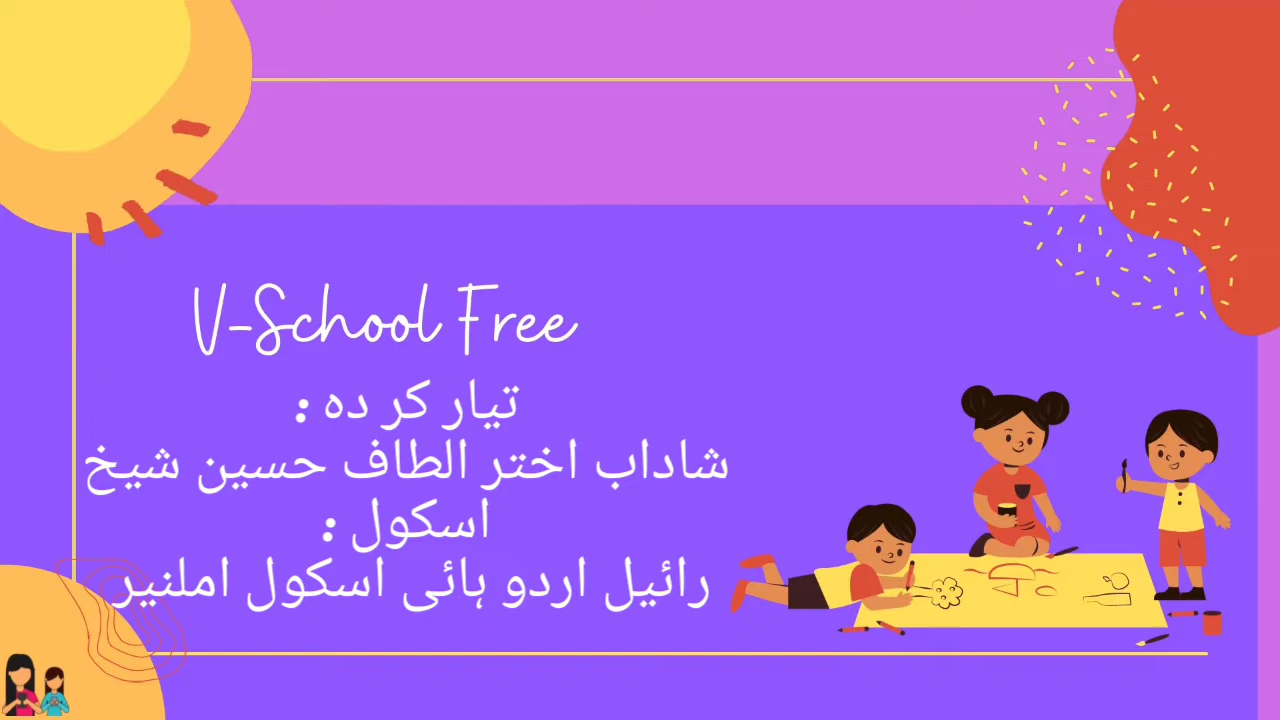 V-School Free
تیار کر دہ :
شاداب اختر الطاف حسین شیخ
اسکول :
رائیل اردو ہائی اسکول املنیر